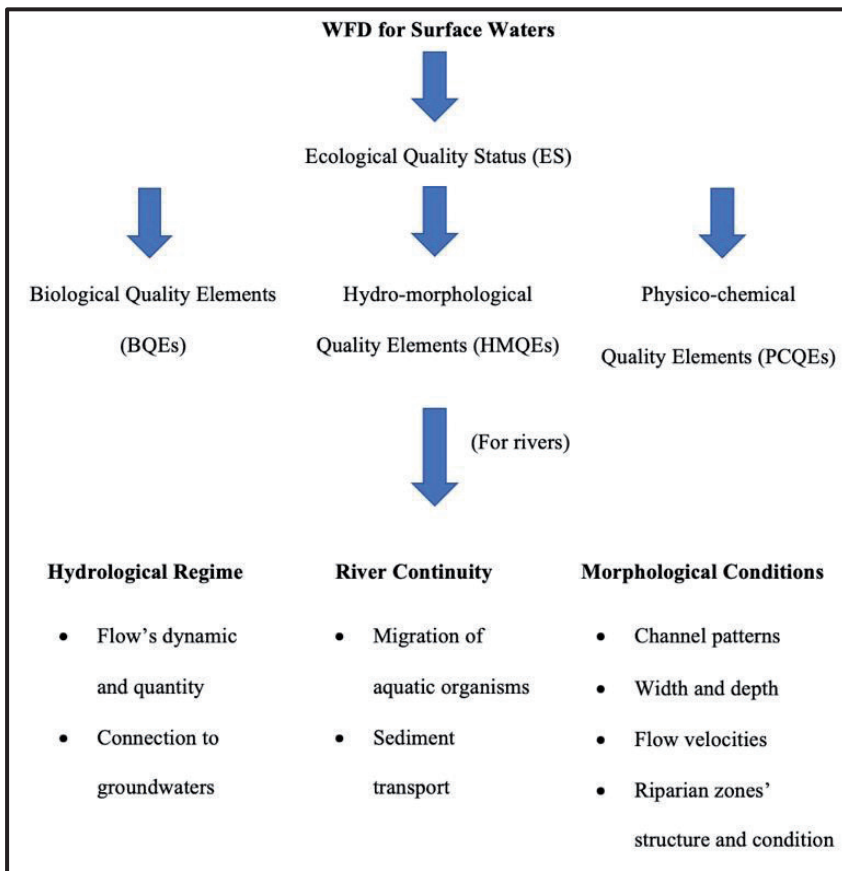 WFD for Surface Waters
Ecological Quality Status (ES)
Biological Quality Elements
(BQEs)
Hydro-morphological
Quality Elements (HMQEs)
Physico-chemical
Quality Elements (PCQEs)
(For rivers)
Hydrological Regime
• Flow’s dynamic
and quantity
• Connection to
groundwaters
River Continuity
• Migration of
aquatic organisms
• Sediment
transport
Morphological Conditions
• Channel patterns
• Width and depth
• Flow velocities
• Riparian zones’
structure and condition